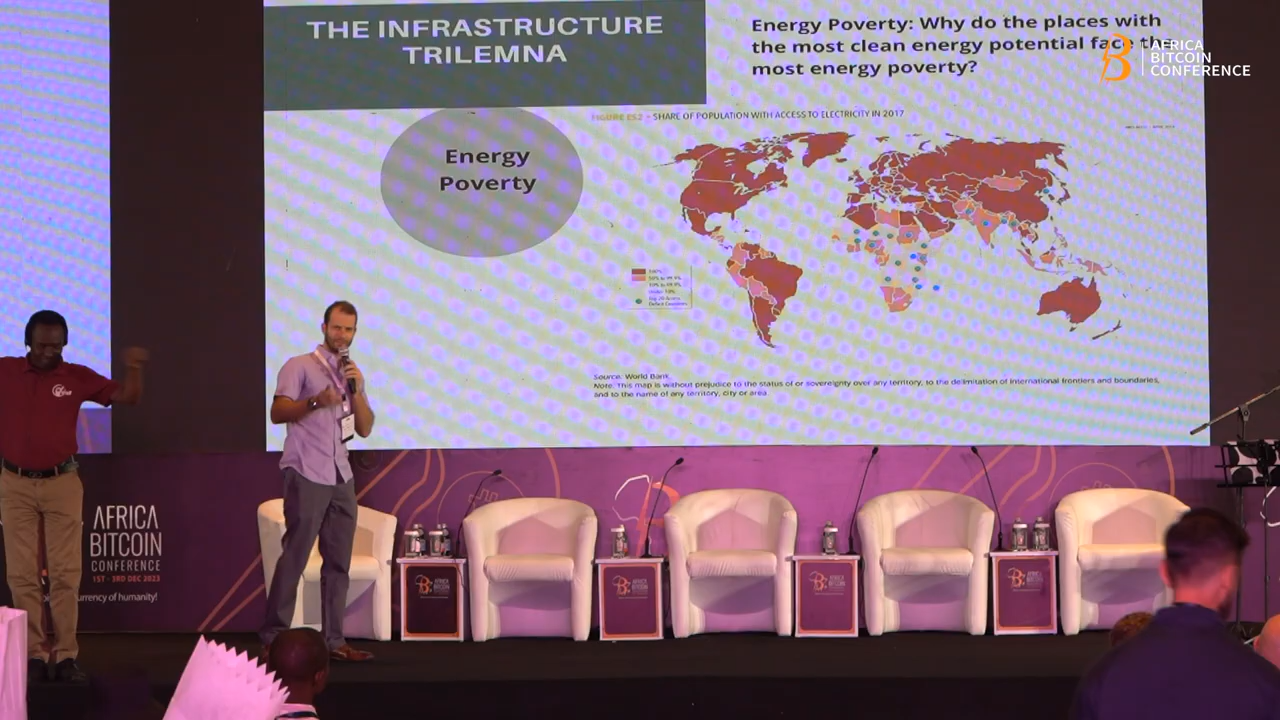 THE INFRASTRUCTURE
TRILEMNA
Energy Poverty: Why do the places with
the most clean energy potential face the
most energy poverty?
AFRICA
BITCOIN
CONFERENCE
FIGURE ES.2 - SHARE OF POPULATION WITH ACCESS TO ELECTRICITY IN 2017
Energy
Poverty
100%
Source: World Bank.
Note: This map is without prejudice to the status of or sovereignty over any territory, to the delimitation of international frontiers and boundaries,
and to the name of any territory, city or area.
AFRICA
BITCOIN
CONFERENCE
1ST - 3RD DEC 2023
currency of humanity!